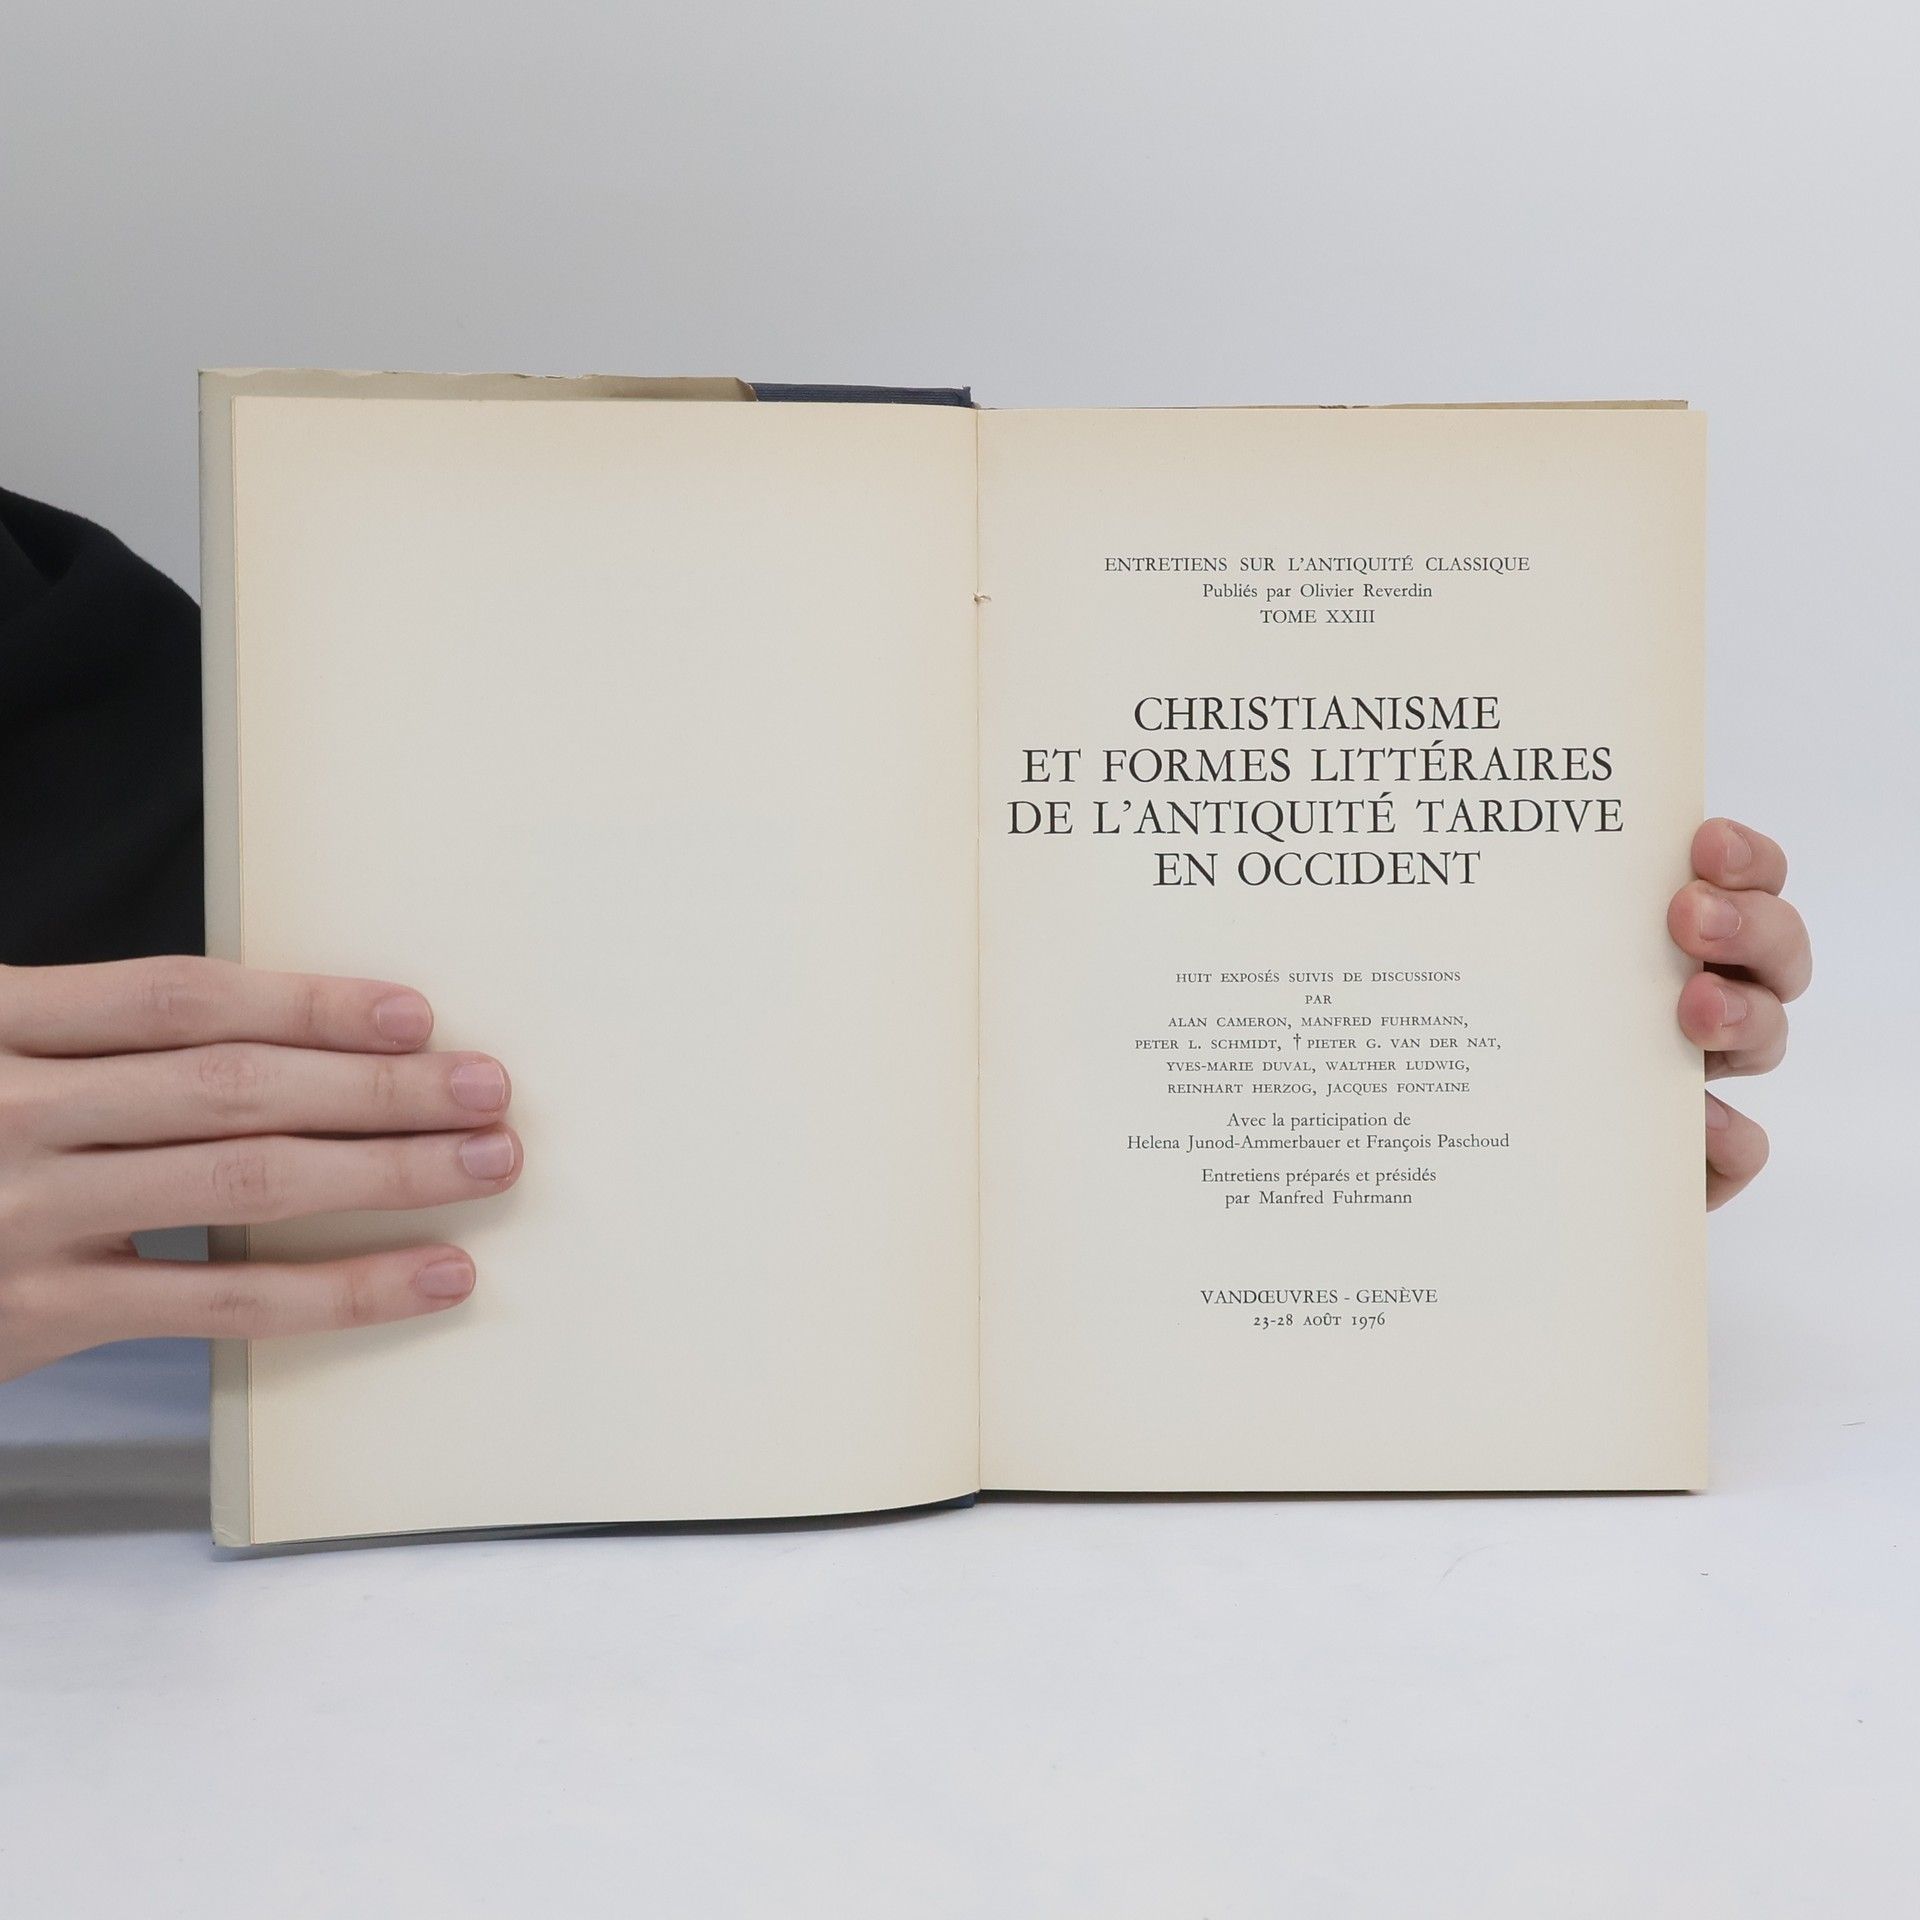 ENTRETIENS SUR L'ANTIQUITÉ CLASSIQUE
Publiés par Olivier Reverdin
TOME XXIII
CHRISTIANISME
ET FORMES LITTÉRAIRES
DE L'ANTIQUITÉ TARDIVE
EN OCCIDENT
HUIT EXPOSÉS SUIVIS DE DISCUSSIONS
PAR
ALAN CAMERON, MANFRED FUHRMANN,
PETER L. SCHMIDT, † PIETER G. VAN DER NAT,
YVES-MARIE DUVAL, WALTHER LUDWIG,
REINHART HERZOG, JACQUES FONTAINE
Avec la participation de
Helena Junod-Ammerbauer et François Paschoud
Entretiens préparés et présidés
par Manfred Fuhrmann
VANDŒUVRES - GENÈVE
23-28 AOÛT 1976